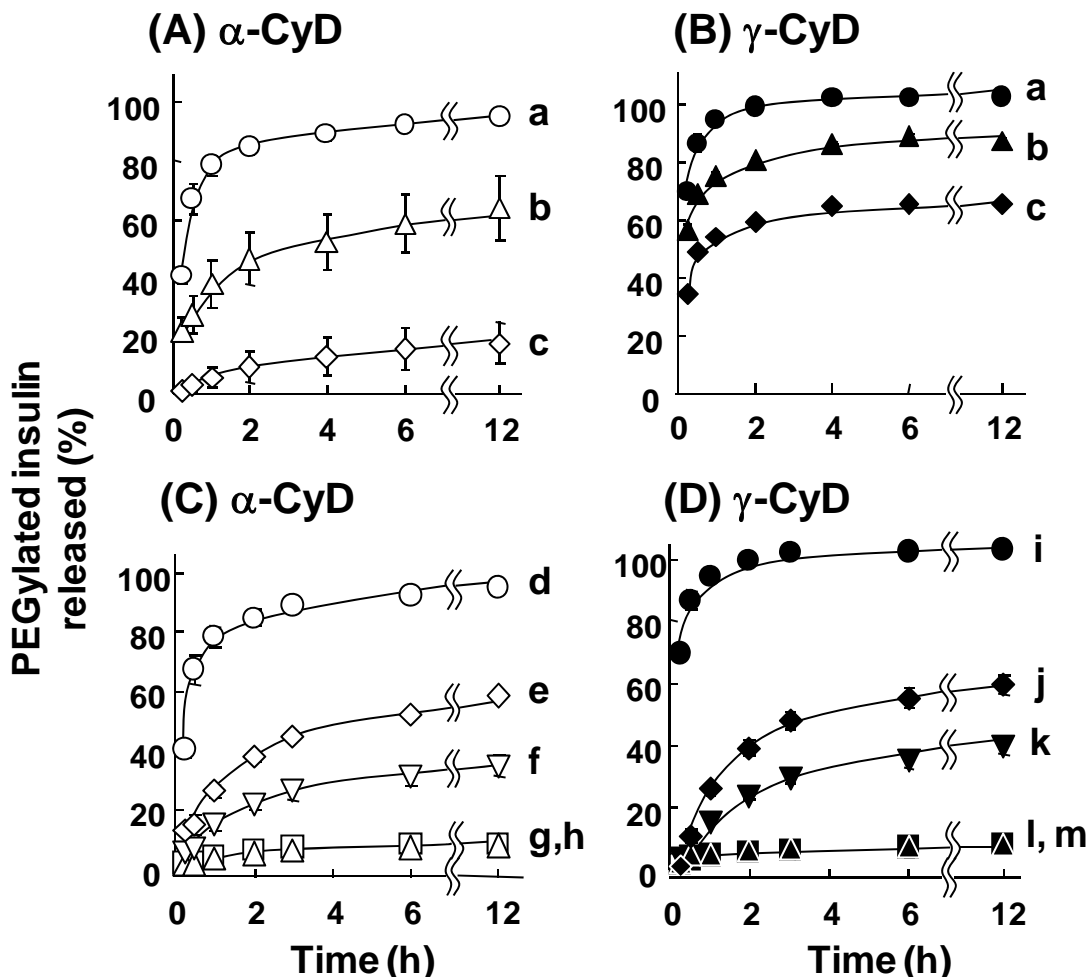 (A) α-CyD
(B) γ-CyD
100
80
60
40
20
0
a
b
c
0 2 4 6 12
100
80
60
40
20
0
a
b
c
0 2 4 6 12
PEGylated insulin
released (%)
(C) α-CyD
(D) γ-CyD
100
80
60
40
20
0
d
e
f
g,h
0 2 4 6 12
Time (h)
100
80
60
40
20
0
i
j
k
l, m
0 2 4 6 12
Time (h)